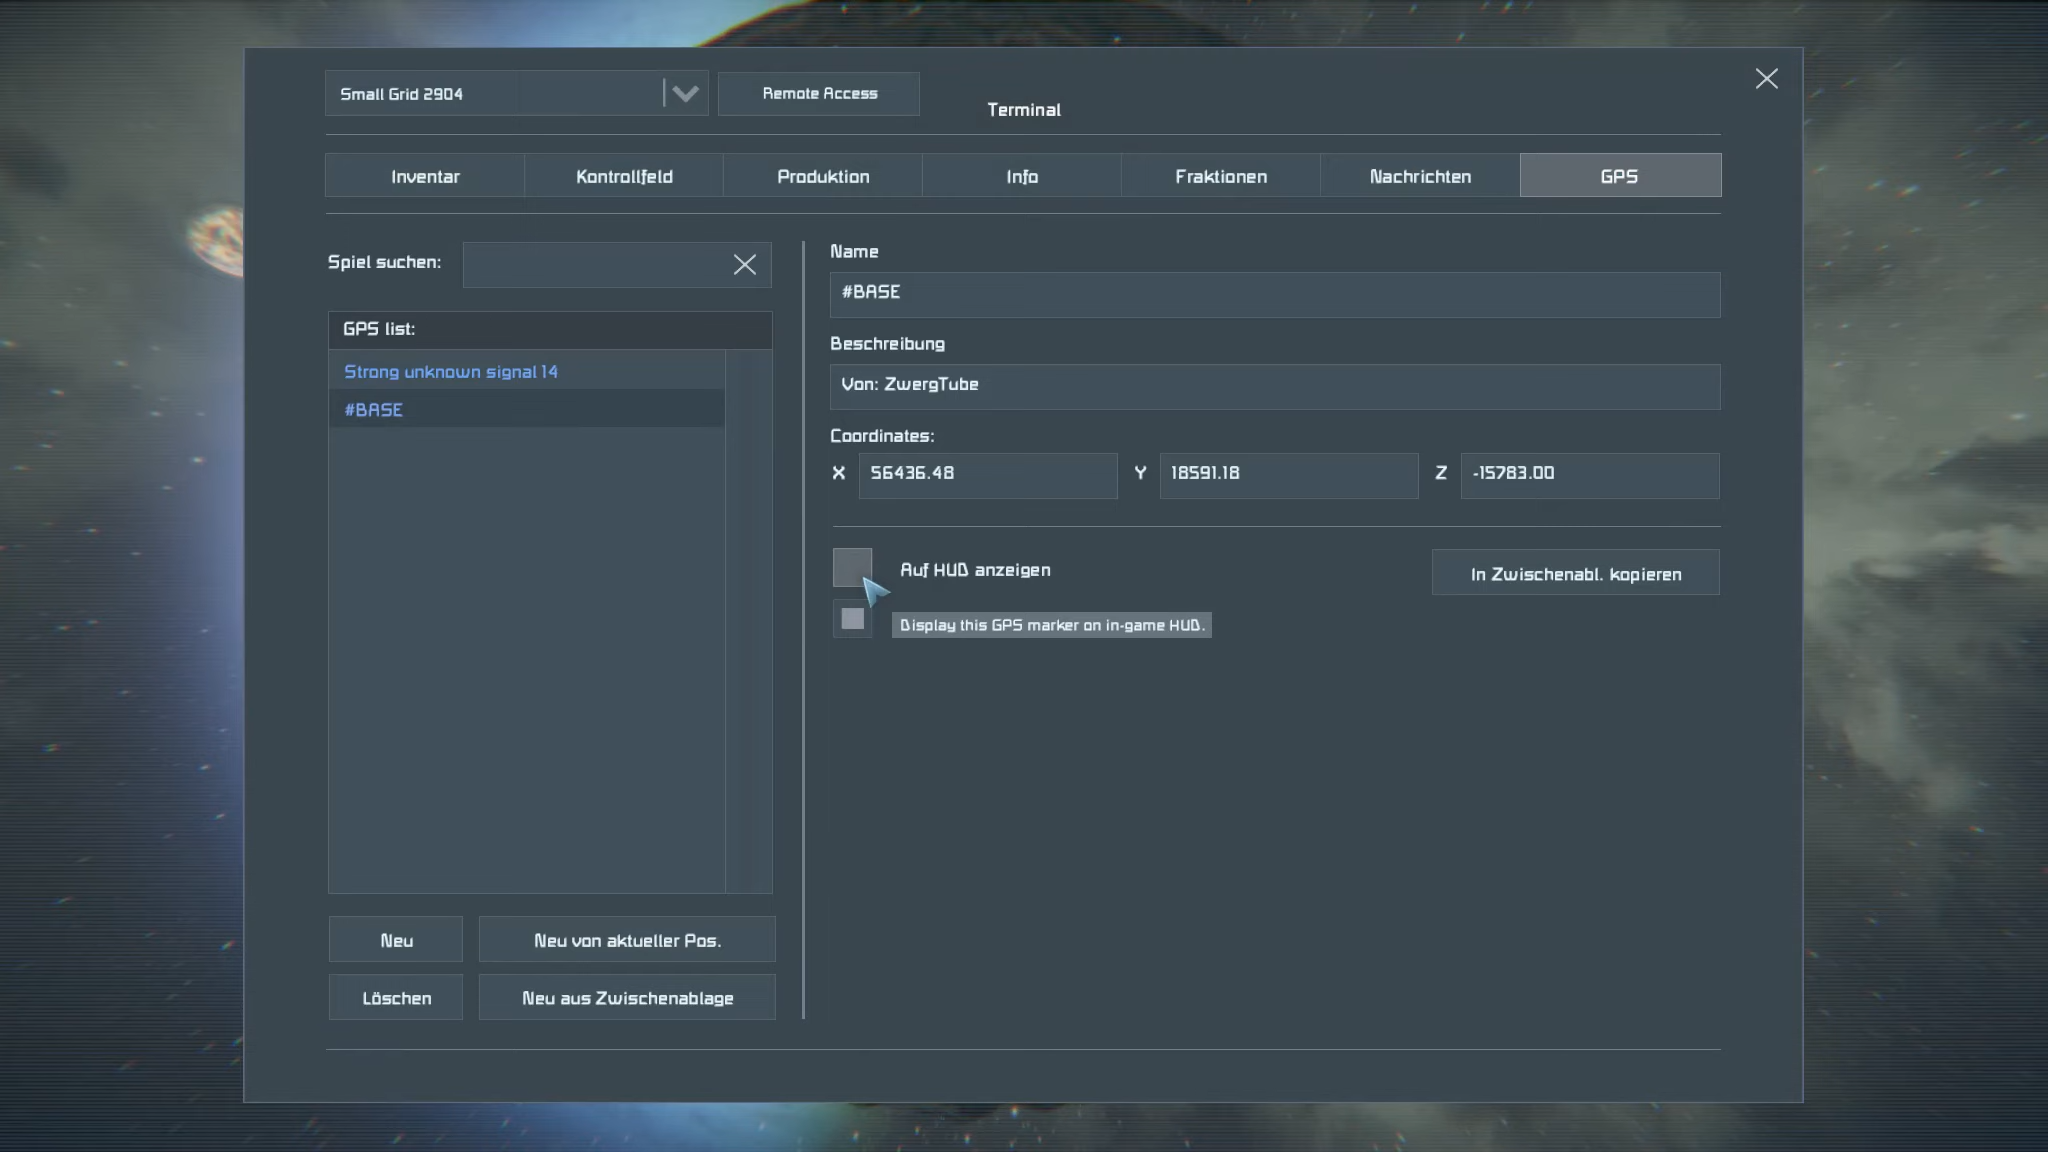 Small Grid 2904
Remote Access
Terminal
Inventar
Kontrollfeld
Produktion
Info
Fraktionen
Nachrichten
GPS
Spiel suchen:
GPS list:
Strong unknown signal 14
#BASE
Neu
Neu von aktueller Pos.
Löschen
Neu aus Zwischenablage
Name
#BASE
Beschreibung
Von: ZwergTube
Coordinates:
X 56436.48 Y 18591.18 Z -15783.00
Auf HUD anzeigen
In Zwischenabl. kopieren
Display this GPS marker on in-game HUD.